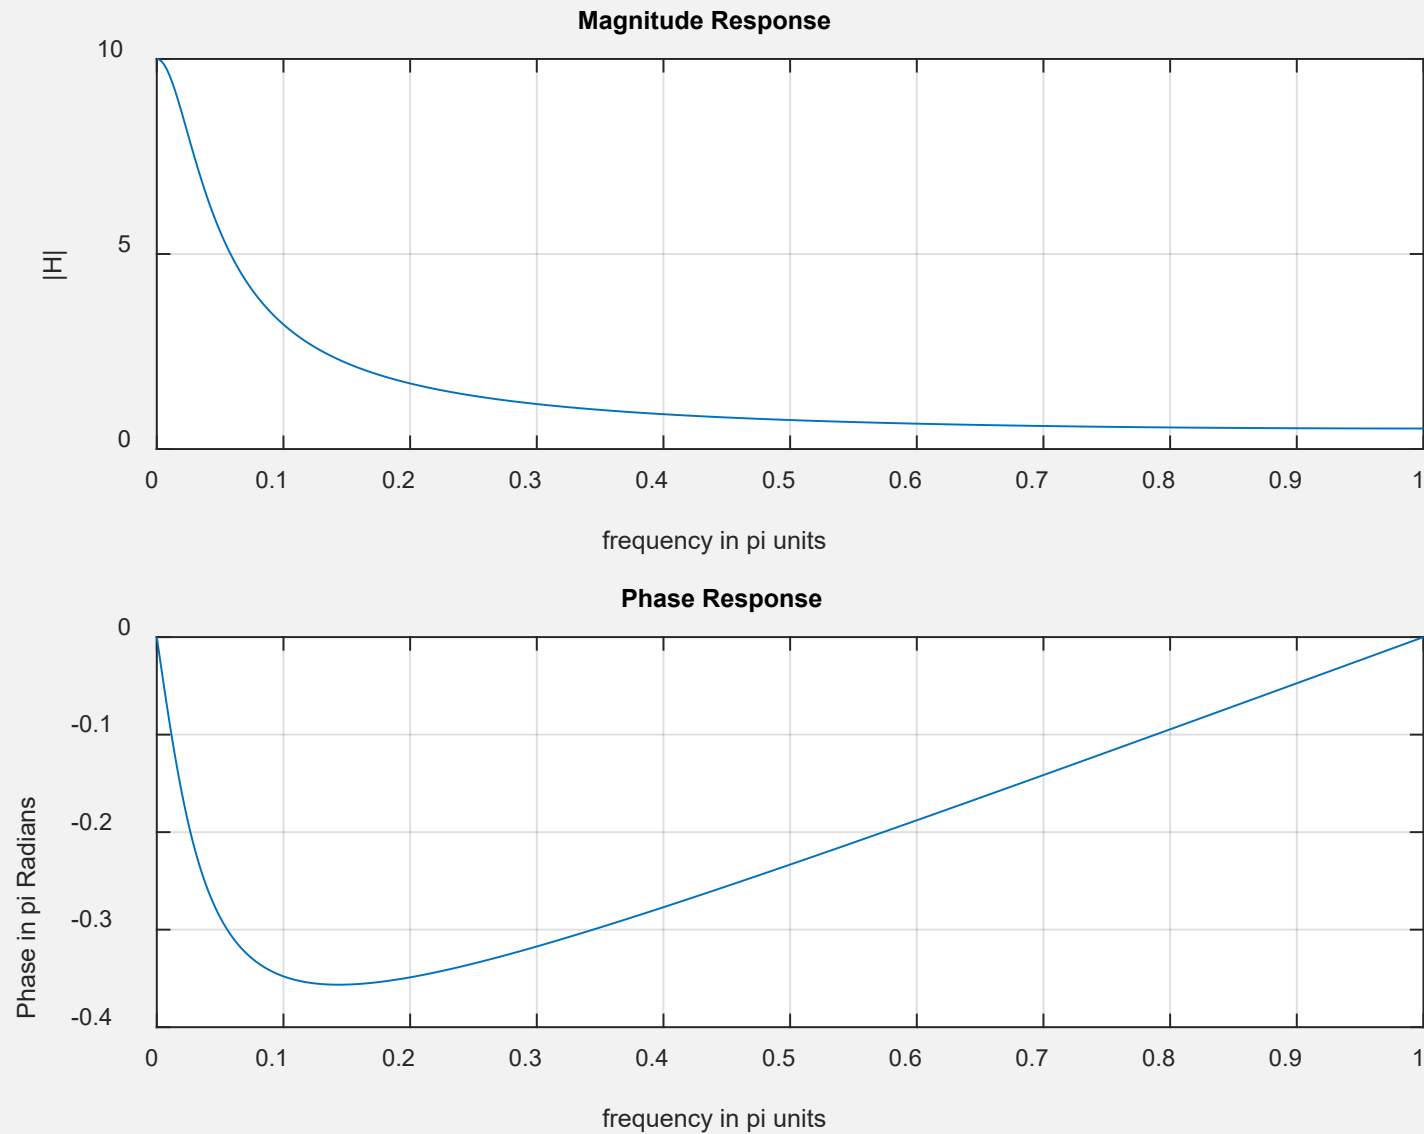 Magnitude Response
10
5
0
|H|
0 0.1 0.2 0.3 0.4 0.5 0.6 0.7 0.8 0.9 1
frequency in pi units
Phase Response
0
-0.1
-0.2
-0.3
-0.4
Phase in pi Radians
0 0.1 0.2 0.3 0.4 0.5 0.6 0.7 0.8 0.9 1
frequency in pi units